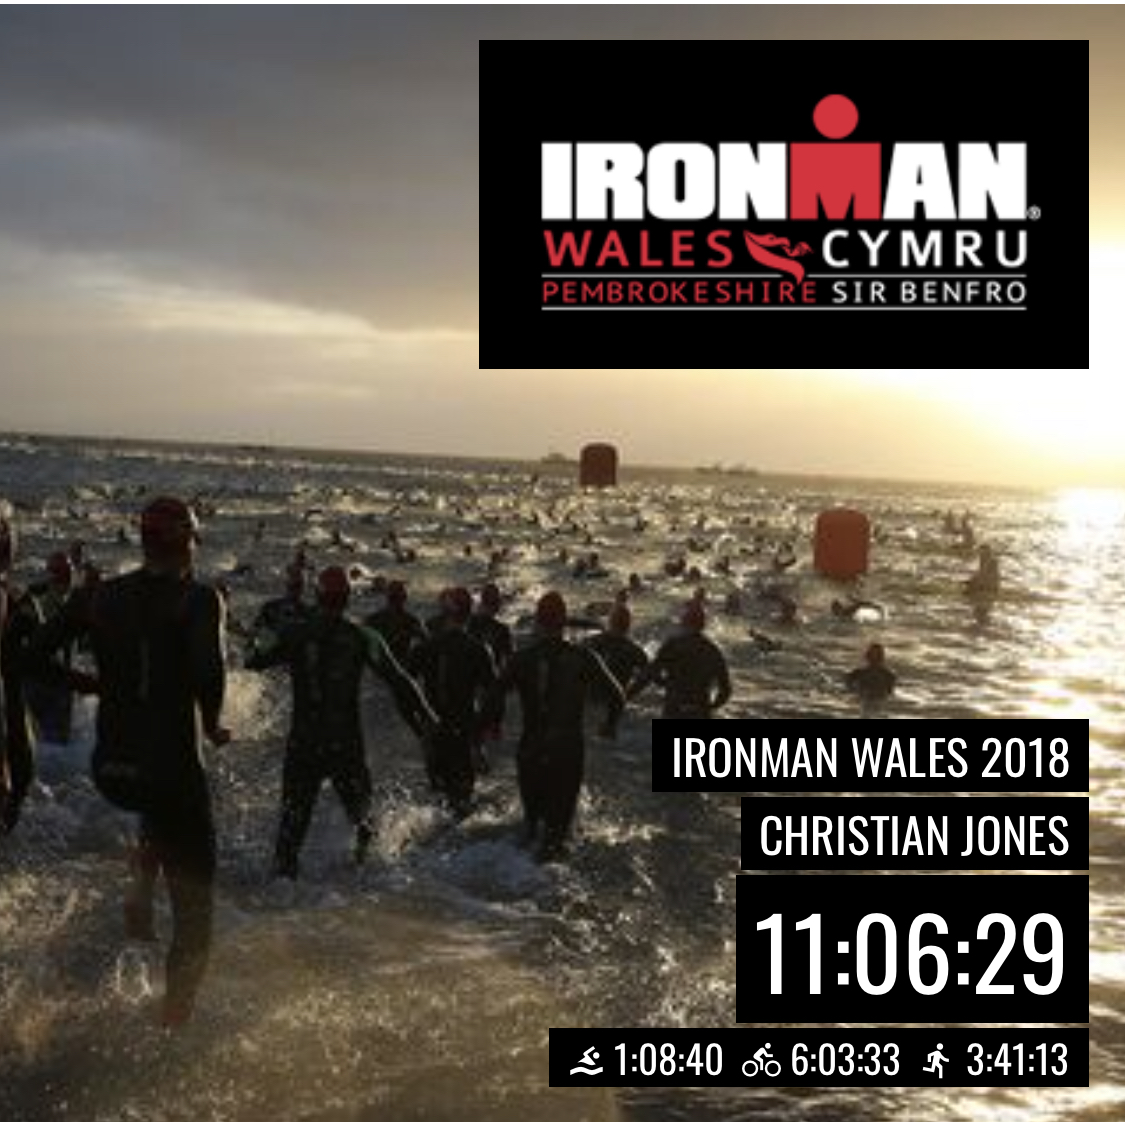 IRONMAN®
WALES CYMRU
PEMBROKESHIRE SIR BENFRO
IRONMAN WALES 2018
CHRISTIAN JONES
11:06:29
1:08:40 6:03:33 3:41:13